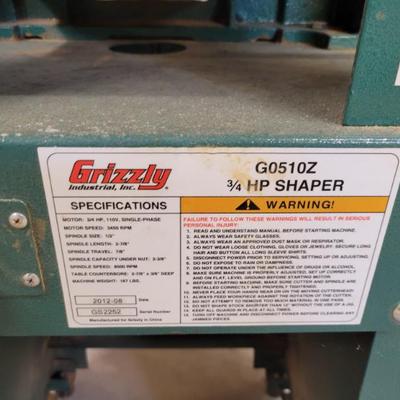 Grizzly
Industrial, Inc.
G0510Z
¾ HP SHAPER
SPECIFICATIONS
MOTOR: 3/4 HP, 110V, SINGLE-PHASE
MOTOR SPEED: 3450 RPM
SPINDLE SIZE: 1/2"
SPINDLE LENGTH: 2-7/8"
SPINDLE TRAVEL: 7/8"
SPINDLE CAPACITY UNDER NUT: 2-3/8"
SPINDLE SPEED: 9000 RPM
TABLE COUNTERBORE: 2-7/8" x 3/8" DEEP
MACHINE WEIGHT: 107 LBS.
2012-08 Date
GS2252 Serial Number
Manufactured for Grizzly in China
WARNING!
FAILURE TO FOLLOW THESE WARNINGS WILL RESULT IN SERIOUS
PERSONAL INJURY:
1. READ AND UNDERSTAND MANUAL BEFORE STARTING MACHINE.
2. ALWAYS WEAR SAFETY GLASSES.
3. ALWAYS WEAR AN APPROVED DUST MASK OR RESPIRATOR.
4. DO NOT WEAR LOOSE CLOTHING, GLOVES OR JEWELRY. SECURE LONG
HAIR AND BUTTON ALL LONG SLEEVE SHIRTS.
5. ALWAYS DISCONNECT POWER BEFORE SETTING UP OR SERVICING.
6. DO NOT EXPOSE TO RAIN OR DAMPNESS.
7. DO NOT OPERATE UNDER THE INFLUENCE OF DRUGS OR ALCOHOL.
8. MAKE SURE MACHINE IS PROPERLY ADJUSTED, SET UP CORRECTLY
AND ON FLAT, LEVEL GROUND BEFORE STARTING.
9. BEFORE STARTING MACHINE, MAKE SURE CUTTER AND SPINDLE ARE
INSTALLED CORRECTLY AND PROPERLY TIGHTENED.
10. NEVER PLACE YOUR HANDS NEAR OR ON THE MOVING CUTTERHEAD.
11. ALWAYS FEED WORKPIECE AGAINST THE ROTATION OF THE CUTTER.
12. DO NOT ATTEMPT TO REMOVE TOO MUCH MATERIAL IN ONE PASS.
13. DO NOT SHAPE STOCK SHORTER THAN 12" WITHOUT THE USE OF A JIG.
14. KEEP ALL GUARDS IN PLACE AT ALL TIMES.
15. TURN OFF MACHINE AND DISCONNECT POWER BEFORE CLEARING ANY
JAMMED PIECES.